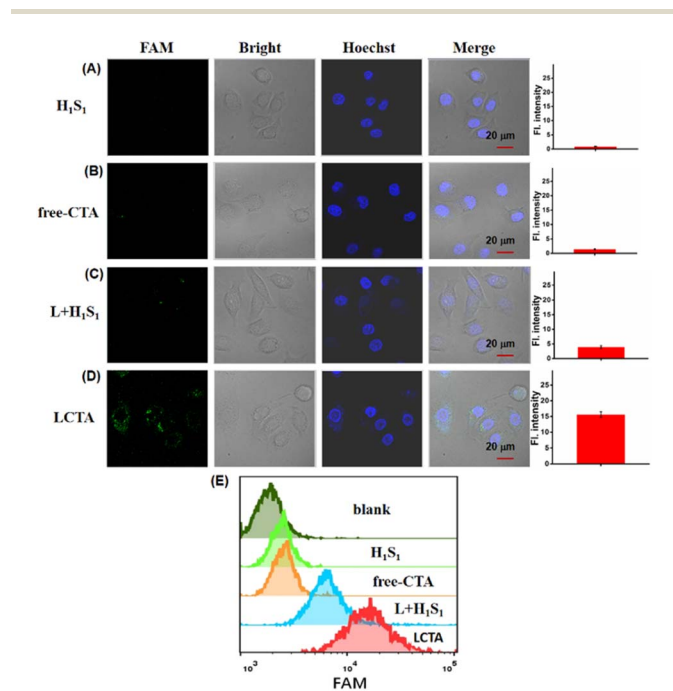 FAM Bright Hoechst Merge
(A)
H₁S₁
20 μm
Fl. intensity
25
20
15
10
5
0
(B)
free-CTA
20 μm
Fl. intensity
25
20
15
10
5
0
(C)
L+H₁S₁
20 μm
Fl. intensity
25
20
15
10
5
0
(D)
LCTA
20 μm
Fl. intensity
25
20
15
10
5
0
(E)
blank
H₁S₁
free-CTA
L+H₁S₁
LCTA
10³ 10⁴ 10⁵
FAM